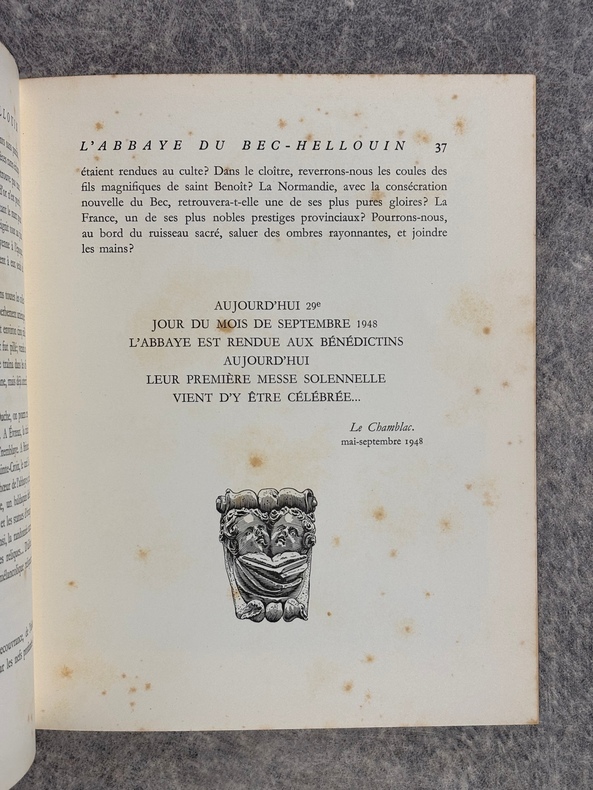 L'ABBAYE DU BEC-HELLOUIN 37
étaient rendues au culte? Dans le cloître, reverrons-nous les coules des
fils magnifiques de saint Benoît? La Normandie, avec la consécration
nouvelle du Bec, retrouvera-t-elle une de ses plus pures gloires? La
France, un de ses plus nobles prestiges provinciaux? Pourrons-nous,
au bord du ruisseau sacré, saluer des ombres rayonnantes, et joindre
les mains?
AUJOURD'HUI 29e
JOUR DU MOIS DE SEPTEMBRE 1948
L'ABBAYE EST RENDUE AUX BÉNÉDICTINS
AUJOURD'HUI
LEUR PREMIÈRE MESSE SOLENNELLE
VIENT D'Y ÊTRE CÉLÉBRÉE...
Le Chamblac.
mai-septembre 1948